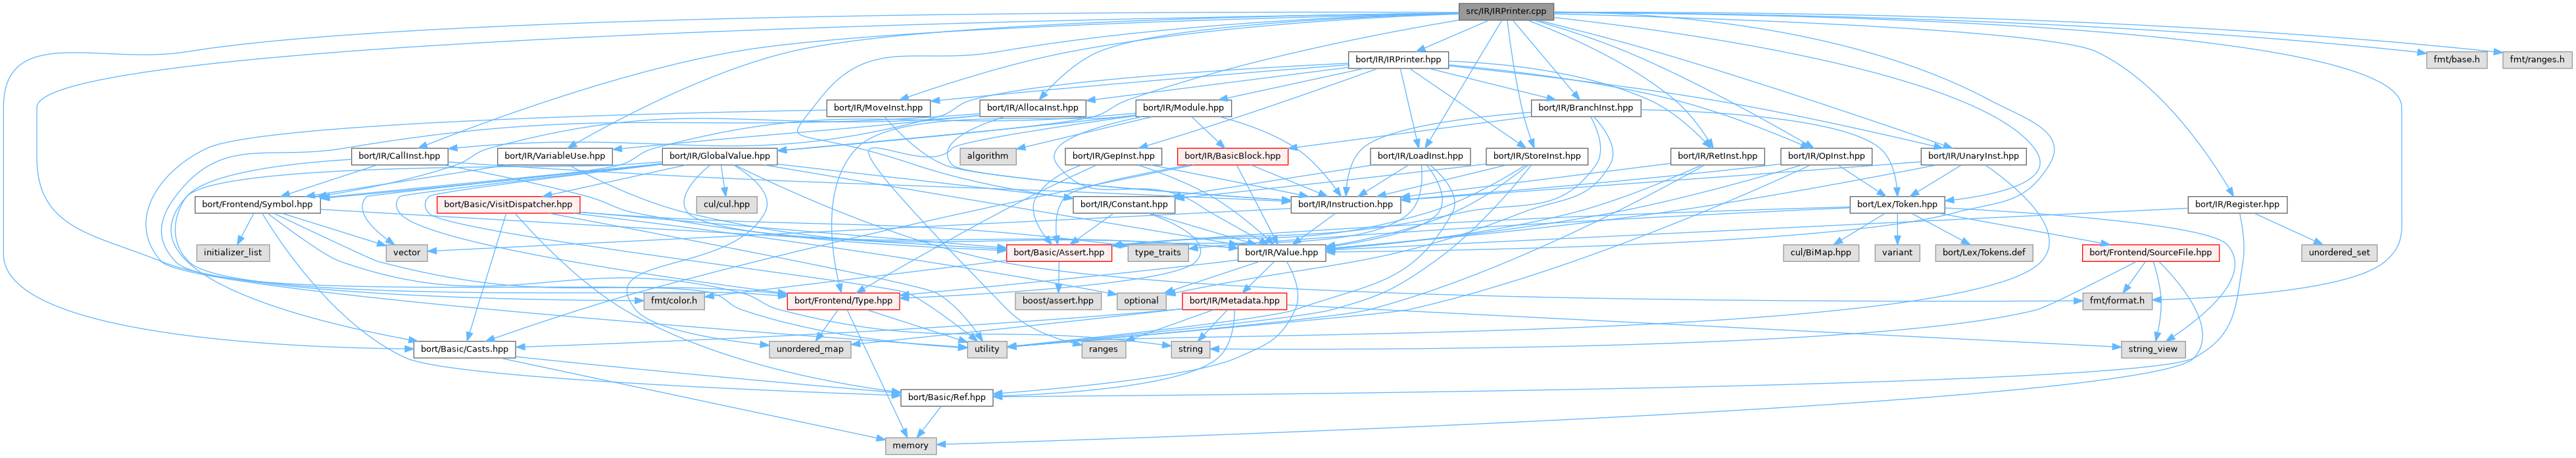 src/IR/IRPrinter.cpp
bort/IR/IRPrinter.hpp
fmt/base.h
fmt/ranges.h
bort/IR/MoveInst.hpp
bort/IR/AllocaInst.hpp
bort/IR/Module.hpp
bort/IR/BranchInst.hpp
bort/IR/CallInst.hpp
bort/IR/VariableUse.hpp
bort/IR/GlobalValue.hpp
algorithm
bort/IR/GepInst.hpp
bort/IR/BasicBlock.hpp
bort/IR/LoadInst.hpp
bort/IR/StoreInst.hpp
bort/IR/RetInst.hpp
bort/IR/OpInst.hpp
bort/IR/UnaryInst.hpp
bort/Frontend/Symbol.hpp
bort/Basic/VisitDispatcher.hpp
cul/cul.hpp
bort/IR/Constant.hpp
bort/IR/Instruction.hpp
bort/Lex/Token.hpp
bort/IR/Register.hpp
initializer_list
vector
bort/Basic/Assert.hpp
type_traits
bort/IR/Value.hpp
cul/BiMap.hpp
variant
bort/Lex/Tokens.def
bort/Frontend/SourceFile.hpp
unordered_set
fmt/color.h
bort/Frontend/Type.hpp
boost/assert.hpp
optional
bort/IR/Metadata.hpp
fmt/format.h
bort/Basic/Casts.hpp
unordered_map
utility
ranges
string
string_view
bort/Basic/Ref.hpp
memory